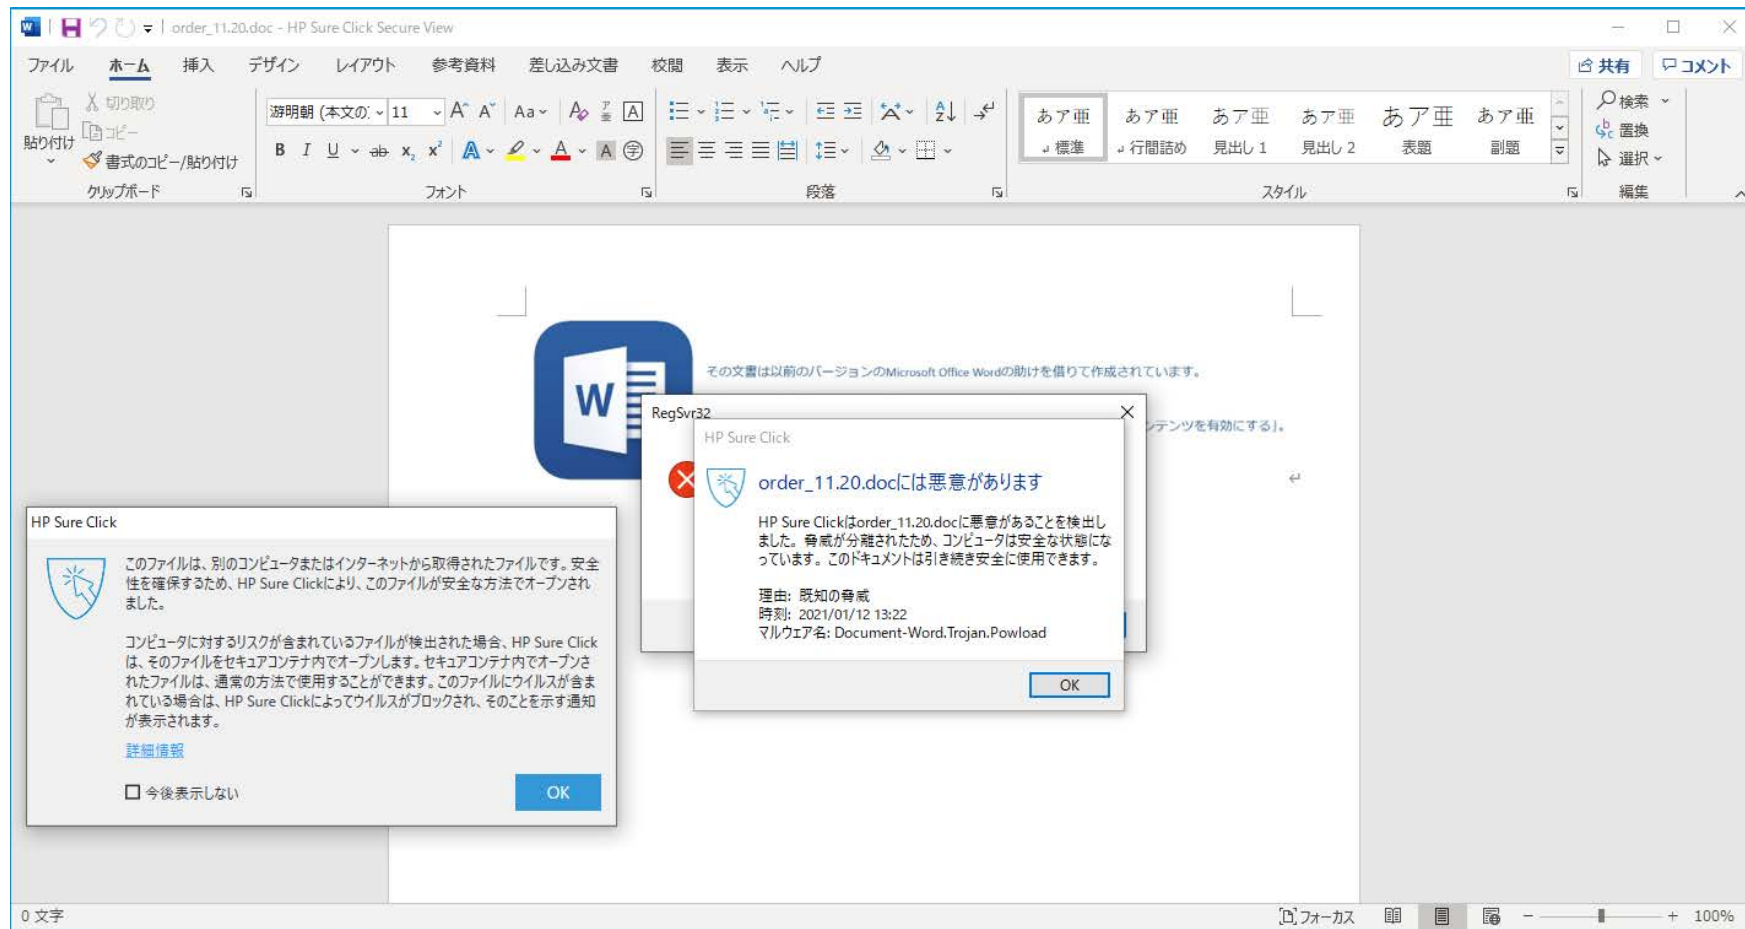 order_11.20.doc - HP Sure Click Secure View
ファイル ホーム 挿入 デザイン レイアウト 参考資料 差し込み文書 校閲 表示 ヘルプ 共有 コメント
貼り付け
切り取り
コピー
書式のコピー/貼り付け
クリップボード
游明朝 (本文の: 11 A A Aa A ア亜 A
B I U ab x₂ x² A A A 字
フォント
段落
あア亜 あア亜 あア亜 あア亜 あア亜 あア亜
標準 行間詰め 見出し 1 見出し 2 表題 副題
スタイル
検索
置換
選択
編集
W
その文書は以前のバージョンのMicrosoft Office Wordの助けを借りて作成されています。
ンテンツを有効にする」。
RegSvr32
HP Sure Click
order_11.20.docには悪意があります
HP Sure Clickはorder_11.20.docに悪意があることを検出し
ました。脅威が分離されたため、コンピュータは安全な状態にな
っています。このドキュメントは引き続き安全に使用できます。
理由: 既知の脅威
時刻: 2021/01/12 13:22
マルウェア名: Document-Word.Trojan.Powload
OK
HP Sure Click
このファイルは、別のコンピュータまたはインターネットから取得されたファイルです。安全
性を確保するため、HP Sure Clickにより、このファイルが安全な方法でオープンされ
ました。
コンピュータに対するリスクが含まれているファイルが検出された場合、HP Sure Click
は、そのファイルをセキュアコンテナ内でオープンします。セキュアコンテナ内でオープンさ
れたファイルは、通常の方法で使用することができます。このファイルにウイルスが含ま
れている場合は、HP Sure Clickによってウイルスがブロックされ、そのことを示す通知
が表示されます。
詳細情報
今後表示しない
OK
0 文字
フォーカス
100%